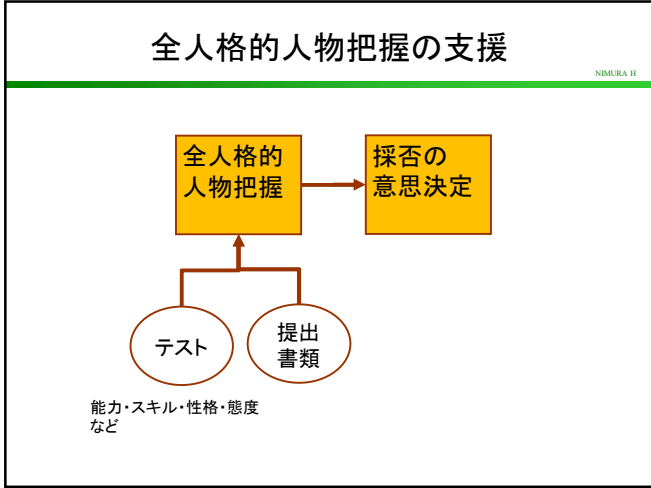 全人格的人物把握の支援
NIMURA H
全人格的
人物把握
採否の
意思決定
テスト
提出
書類
能力・スキル・性格・態度
など